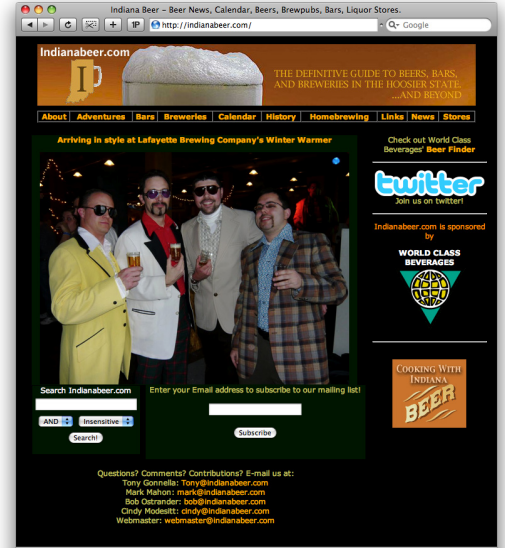 Indiana Beer – Beer News, Calendar, Beers, Brewpubs, Bars, Liquor Stores.
1P
http://indianabeer.com/
Google
Indianabeer.com
I
THE DEFINITIVE GUIDE TO BEERS, BARS,
AND BREWERIES IN THE HOOSIER STATE.
...AND BEYOND
About Adventures Bars Breweries Calendar History Homebrewing Links News Stores
Arriving in style at Lafayette Brewing Company's Winter Warmer
Check out World Class
Beverages' Beer Finder
twitter
Join us on twitter!
Indianabeer.com is sponsored
by
WORLD CLASS
BEVERAGES
COOKING WITH
INDIANA
BEER
Search Indianabeer.com
AND
Insensitive
Search!
Enter your Email address to subscribe to our mailing list!
Subscribe
Questions? Comments? Contributions? E-mail us at:
Tony Gonnella: Tony@indianabeer.com
Mark Mahon: mark@indianabeer.com
Bob Ostrander: bob@indianabeer.com
Cindy Modesitt: cindy@indianabeer.com
Webmaster: webmaster@indianabeer.com